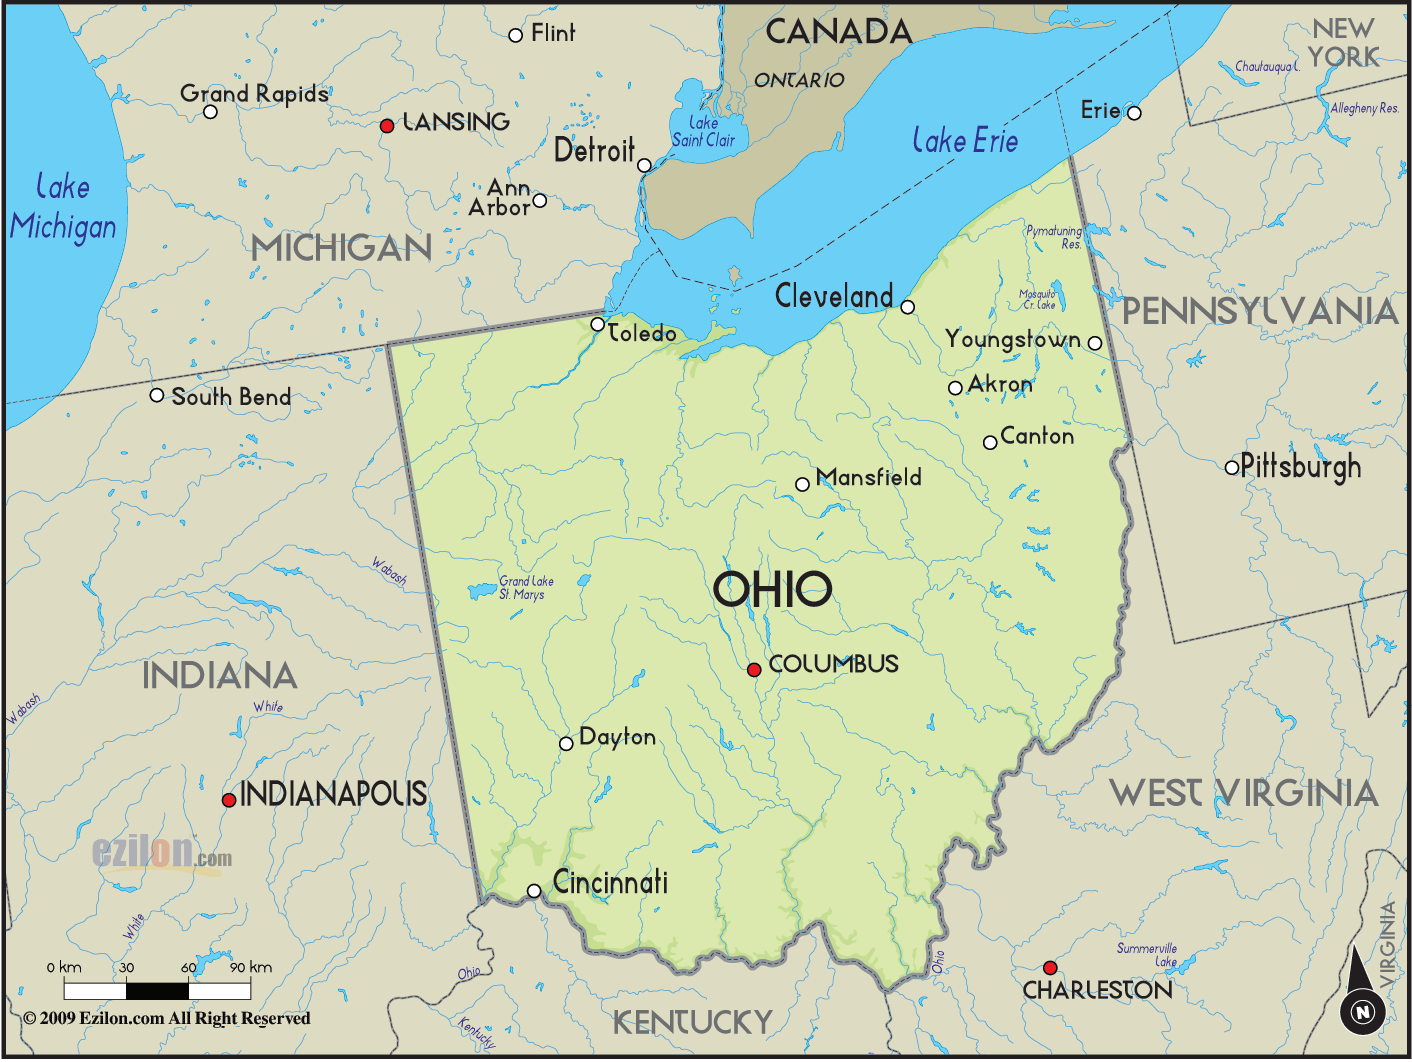 Flint
CANADA
NEW
YORK
ONTARIO
Chautauqua L.
Grand Rapids
LANSING
Allegheny Res.
Erie
Lake
Saint Clair
Detroit
Lake Erie
Lake
Michigan
Ann
Arbor
MICHIGAN
Pymatuning
Res.
Mosquito
Cr. Lake
Cleveland
PENNSYLVANIA
Toledo
Youngstown
South Bend
Akron
Canton
Pittsburgh
Mansfield
Wabash
Grand Lake
St. Marys
OHIO
COLUMBUS
INDIANA
Wabash
White
Dayton
INDIANAPOLIS
WEST VIRGINIA
ezilon.com
Cincinnati
White
VIRGINIA
Summerville
Lake
Ohio
Ohio
0 km 30 60 90 km
CHARLESTON
KENTUCKY
Kentucky
© 2009 Ezilon.com All Right Reserved
N